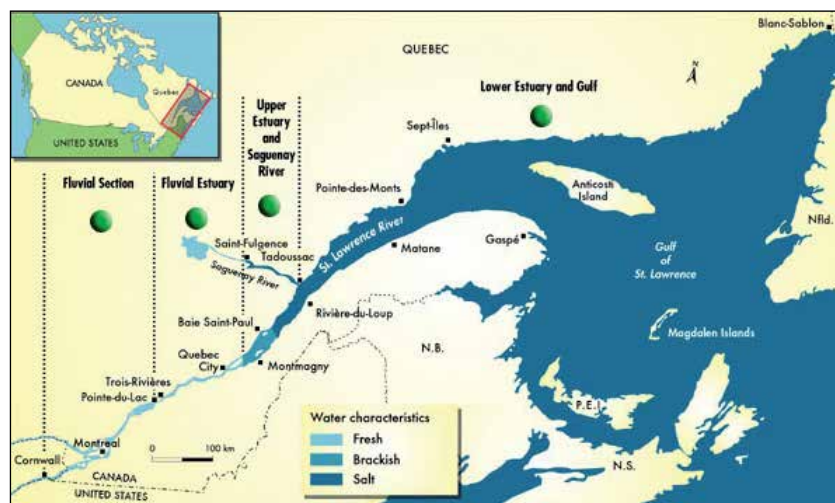 CANADA
Quebec
UNITED STATES
QUEBEC
Blanc-Sablon
N
Upper
Estuary
and
Saguenay
River
Lower Estuary and Gulf
Sept-Îles
Fluvial Section
Fluvial Estuary
Pointe-des-Monts
Anticosti
Island
Nfld.
Saint-Fulgence
Tadoussac
Saguenay River
St. Lawrence River
Matane
Gaspé
Gulf
of
St. Lawrence
Rivière-du-Loup
Baie Saint-Paul
Magdalen Islands
N.B.
Quebec
City
Montmagny
Trois-Rivières
Pointe-du-Lac
P.E.I
Water characteristics
Fresh
Brackish
Salt
Montreal
0 100 km
Cornwall
CANADA
UNITED STATES
N.S.